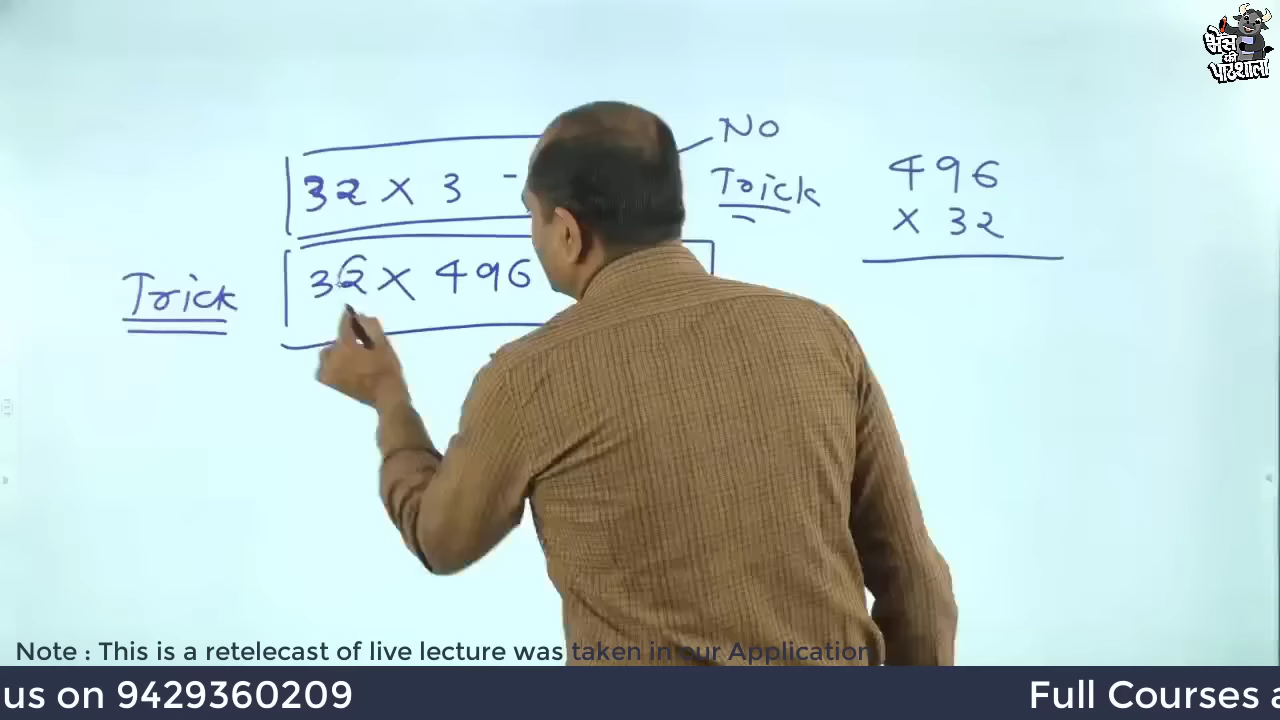 भैंस
की
पाठशाला
NO
Trick
32 × 3 -
496
× 32
Trick
32 × 496
Note : This is a retelecast of live lecture was taken in our Application
us on 9429360209
Full Courses a